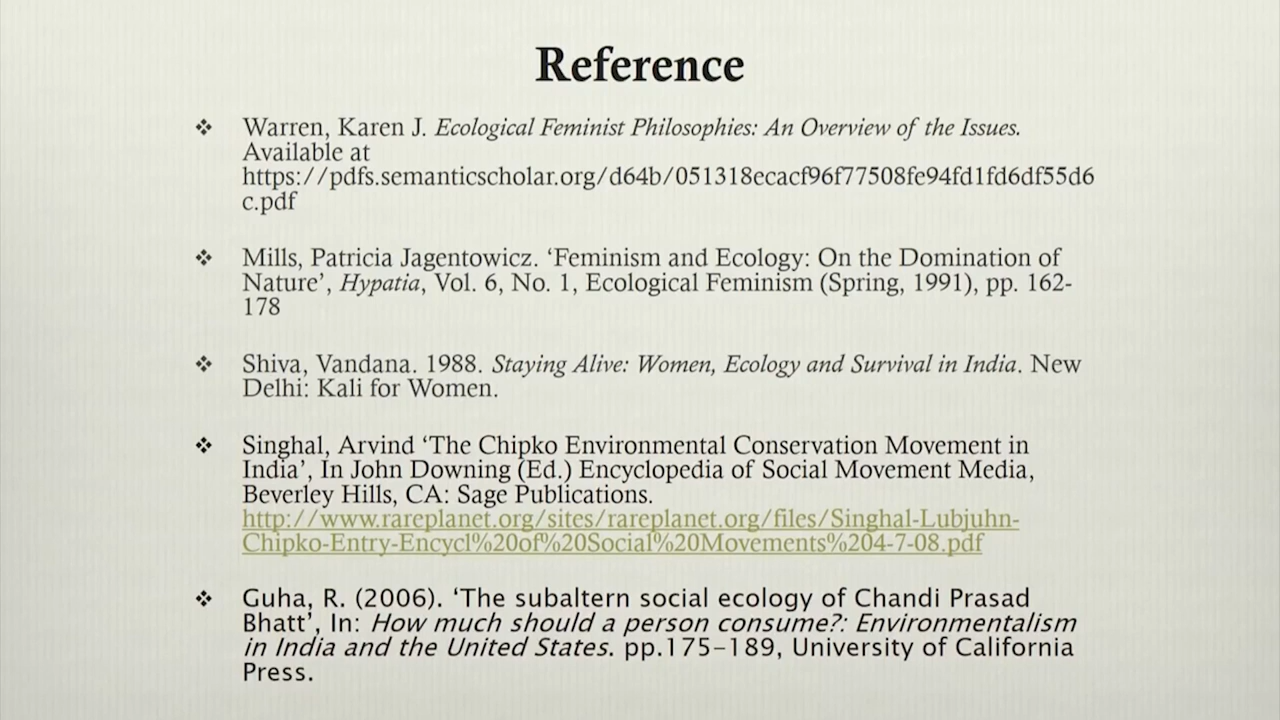 Reference
❖ Warren, Karen J. Ecological Feminist Philosophies: An Overview of the Issues.
Available at
https://pdfs.semanticscholar.org/d64b/051318ecacf96f77508fe94fd1fd6df55d6
c.pdf
❖ Mills, Patricia Jagentowicz. ‘Feminism and Ecology: On the Domination of
Nature’, Hypatia, Vol. 6, No. 1, Ecological Feminism (Spring, 1991), pp. 162-
178
❖ Shiva, Vandana. 1988. Staying Alive: Women, Ecology and Survival in India. New
Delhi: Kali for Women.
❖ Singhal, Arvind ‘The Chipko Environmental Conservation Movement in
India’, In John Downing (Ed.) Encyclopedia of Social Movement Media,
Beverley Hills, CA: Sage Publications.
http://www.rareplanet.org/sites/rareplanet.org/files/Singhal-Lubjuhn-
Chipko-Entry-Encycl%20of%20Social%20Movements%204-7-08.pdf
❖ Guha, R. (2006). ‘The subaltern social ecology of Chandi Prasad
Bhatt’, In: How much should a person consume?: Environmentalism
in India and the United States. pp.175–189, University of California
Press.